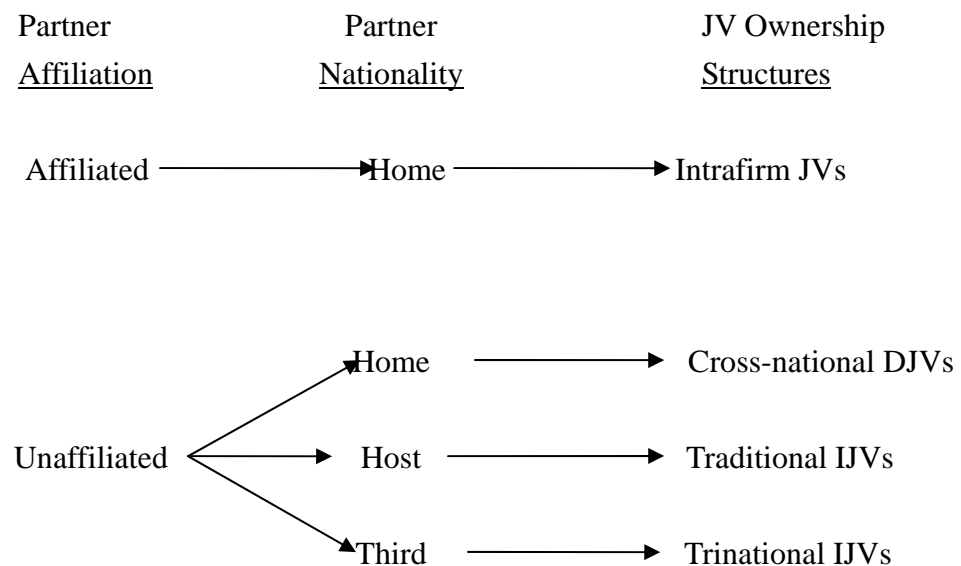 Partner Partner JV Ownership
Affiliation Nationality Structures
Affiliated Home Intrafirm JVs
Home Cross-national DJVs
Unaffiliated Host Traditional IJVs
Third Trinational IJVs